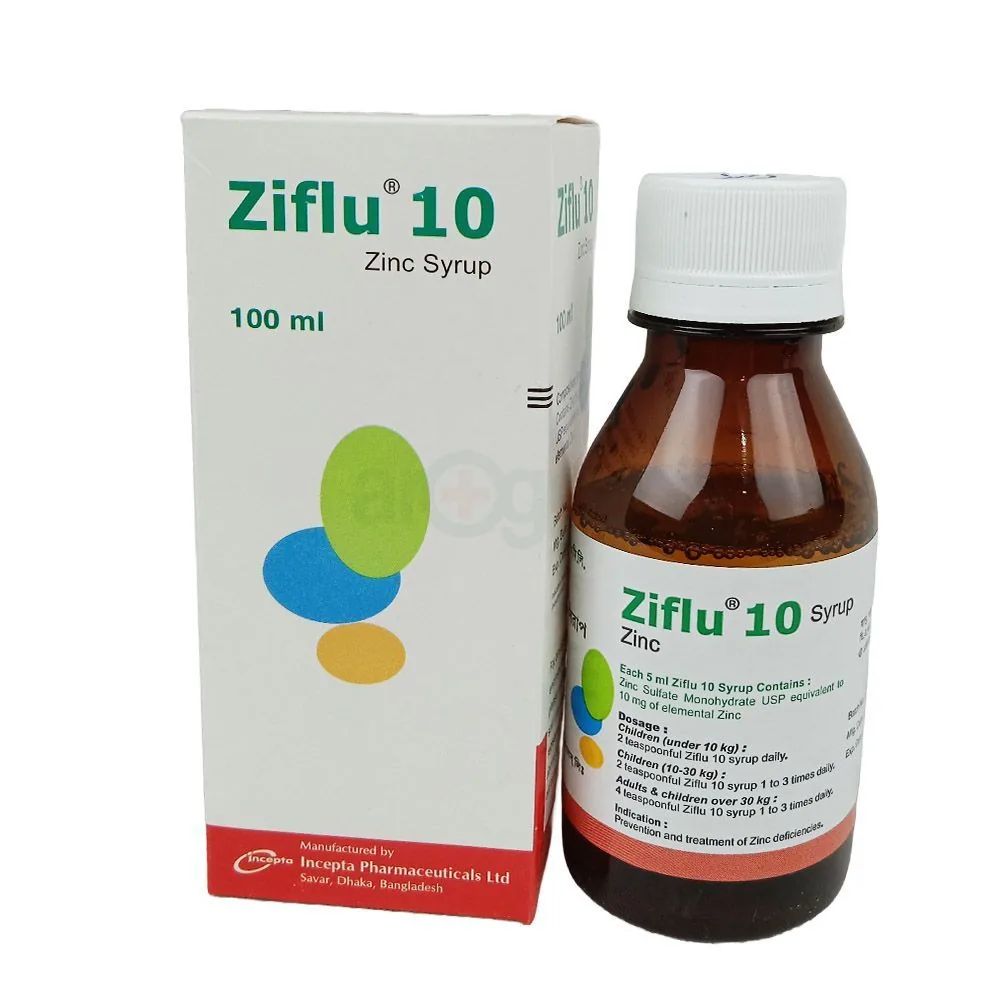 Ziflu® 10
Zinc Syrup
100 ml
Manufactured by
Incepta
Incepta Pharmaceuticals Ltd
Savar, Dhaka, Bangladesh
Ziflu® 10
100 ml
Ziflu® 10 Syrup
Zinc
Each 5 ml Ziflu 10 Syrup Contains :
Zinc Sulfate Monohydrate USP equivalent to
10 mg of elemental Zinc
Dosage :
Children (under 10 kg) :
2 teaspoonful Ziflu 10 syrup daily.
Children (10-30 kg) :
2 teaspoonful Ziflu 10 syrup 1 to 3 times daily.
Adults & children over 30 kg :
4 teaspoonful Ziflu 10 syrup 1 to 3 times daily.
Indication :
Prevention and treatment of Zinc deficiencies.